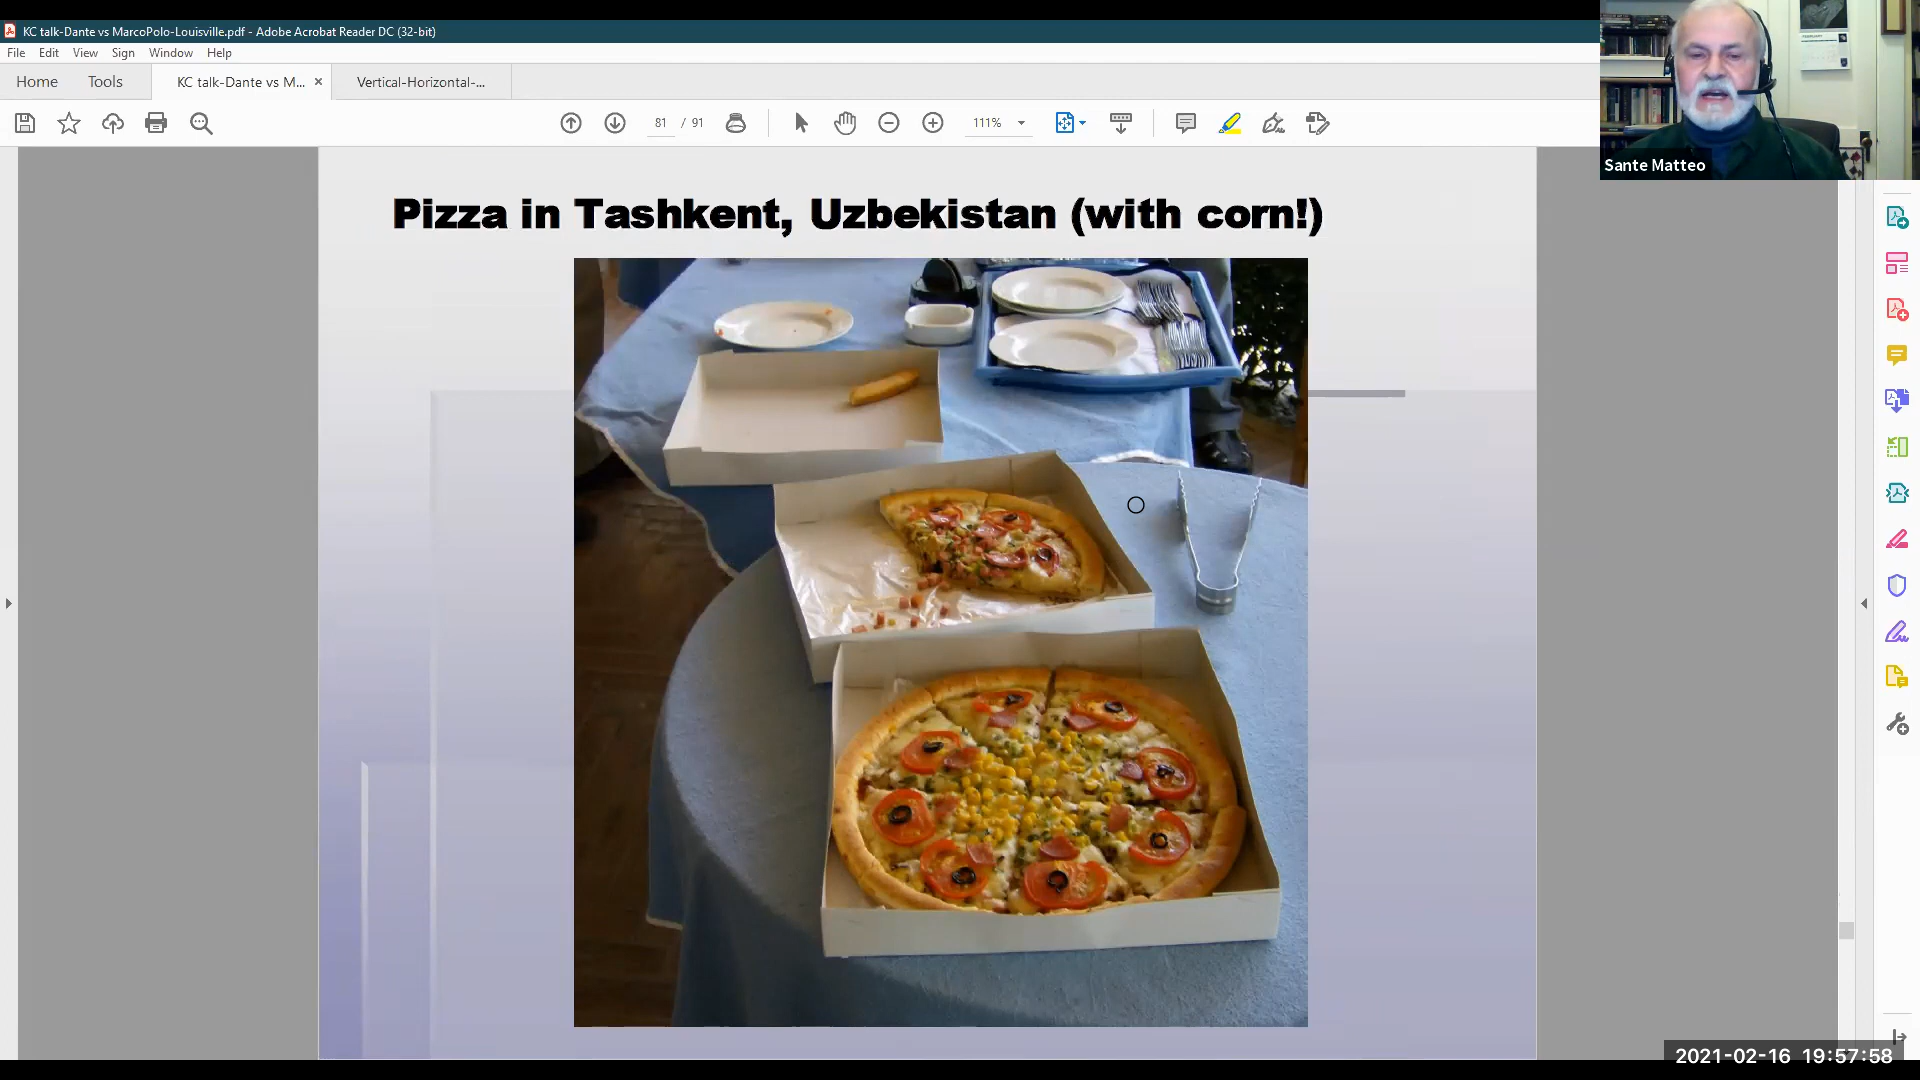 KC talk-Dante vs MarcoPolo-Louisville.pdf - Adobe Acrobat Reader DC (32-bit)
File Edit View Sign Window Help
Home Tools KC talk-Dante vs M... × Vertical-Horizontal-...
81 / 91 111%
Sante Matteo
Pizza in Tashkent, Uzbekistan (with corn!)
2021-02-16 19:57:58